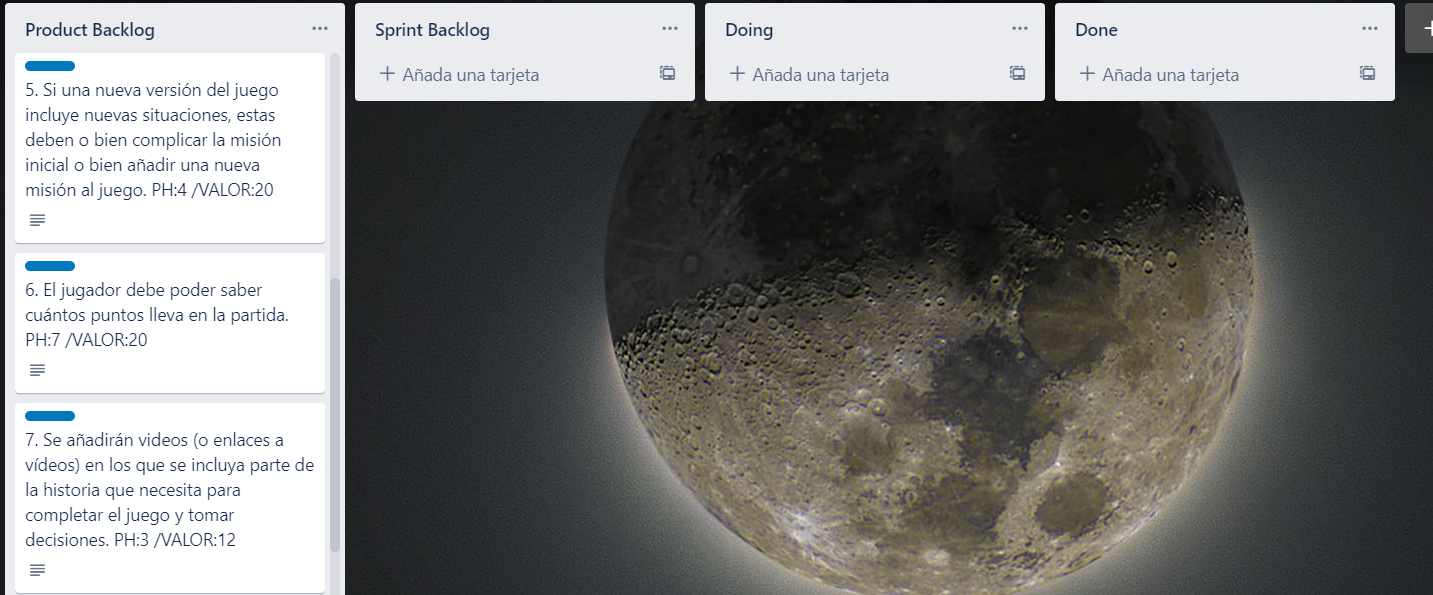 Product Backlog
5. Si una nueva versión del juego
incluye nuevas situaciones, estas
deben o bien complicar la misión
inicial o bien añadir una nueva
misión al juego. PH:4 /VALOR:20
6. El jugador debe poder saber
cuántos puntos lleva en la partida.
PH:7 /VALOR:20
7. Se añadirán videos (o enlaces a
vídeos) en los que se incluya parte de
la historia que necesita para
completar el juego y tomar
decisiones. PH:3 /VALOR:12
Sprint Backlog
Añada una tarjeta
Doing
Añada una tarjeta
Done
Añada una tarjeta